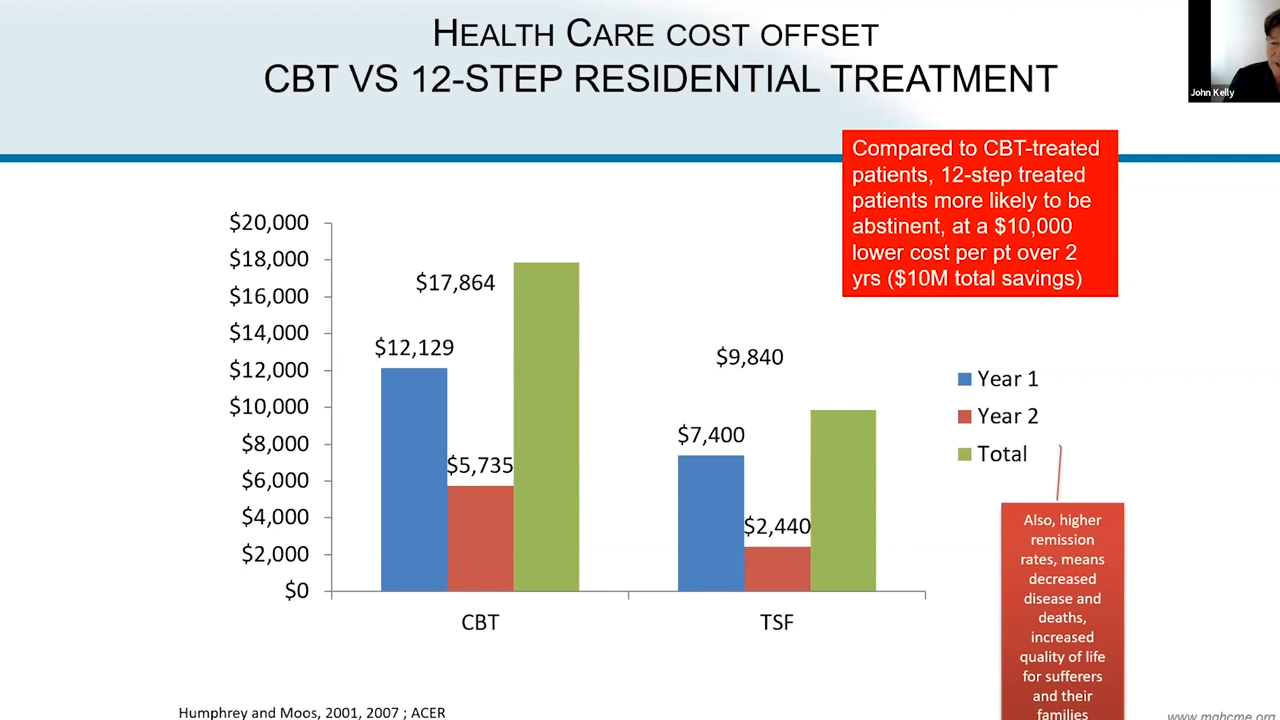 HEALTH CARE COST OFFSET
CBT VS 12-STEP RESIDENTIAL TREATMENT
John Kelly
Compared to CBT-treated
patients, 12-step treated
patients more likely to be
abstinent, at a $10,000
lower cost per pt over 2
yrs ($10M total savings)
$20,000
$18,000
$16,000
$14,000
$12,000
$10,000
$8,000
$6,000
$4,000
$2,000
$0
$17,864
$12,129
$5,735
$9,840
$7,400
$2,440
CBT
TSF
Year 1
Year 2
Total
Also, higher
remission
rates, means
decreased
disease and
deaths,
increased
quality of life
for sufferers
and their
families
Humphrey and Moos, 2001, 2007 ; ACER
www.mghcme.org